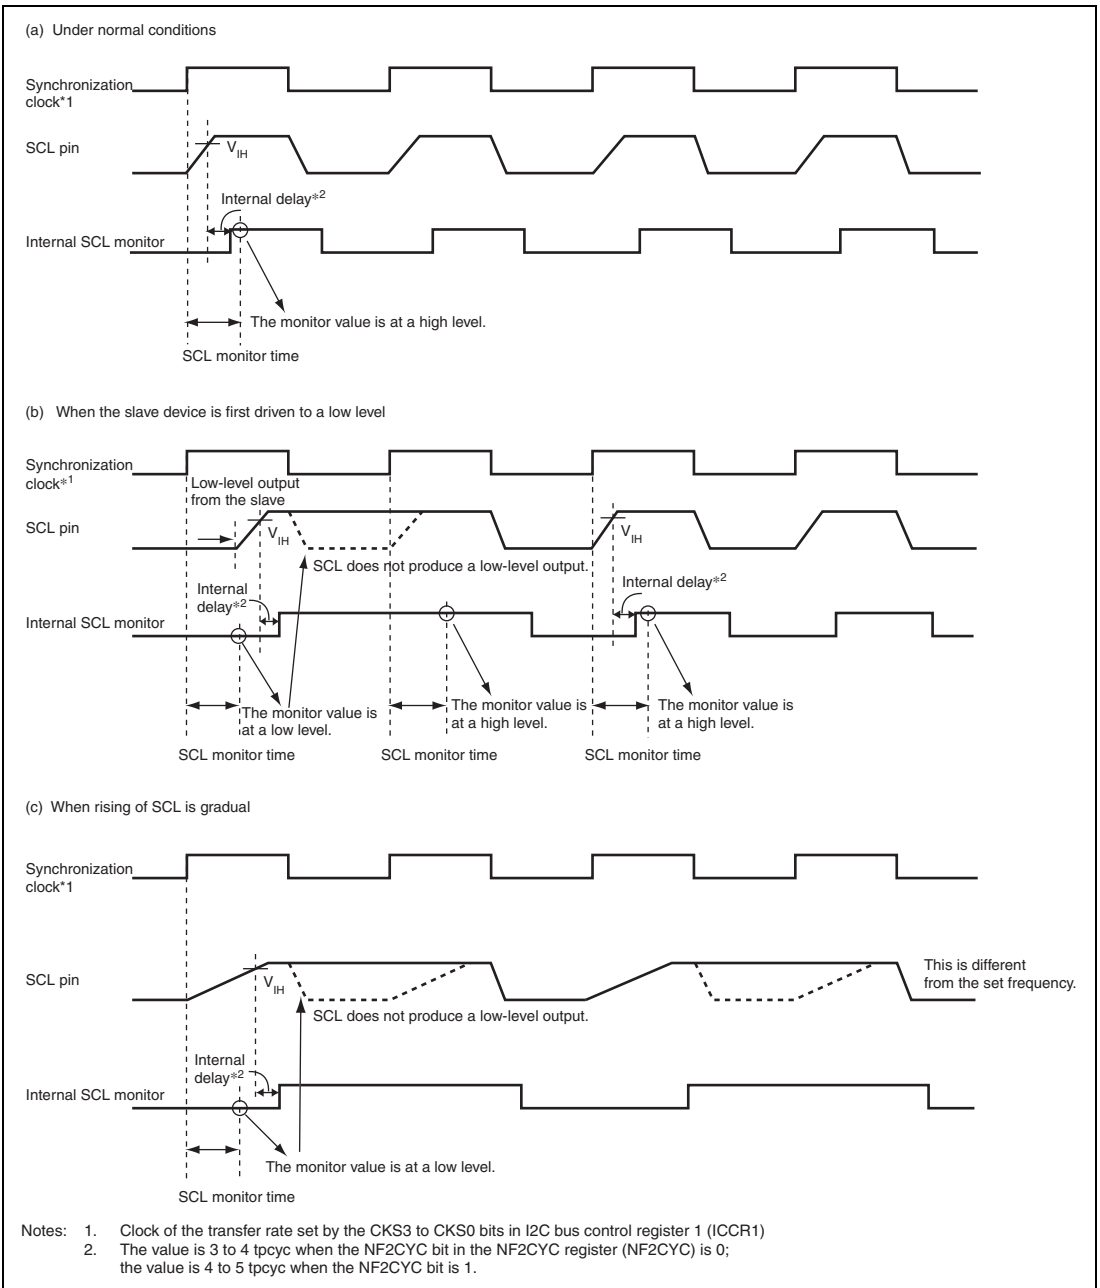 (a) Under normal conditions
Synchronization
clock*1
SCL pin
VIH
Internal delay*2
Internal SCL monitor
The monitor value is at a high level.
SCL monitor time
(b) When the slave device is first driven to a low level
Synchronization
clock*1
Low-level output
from the slave
SCL pin
VIH
VIH
SCL does not produce a low-level output.
Internal
delay*2
Internal delay*2
Internal SCL monitor
The monitor value is
at a low level.
The monitor value is
at a high level.
The monitor value is
at a high level.
SCL monitor time
SCL monitor time
SCL monitor time
(c) When rising of SCL is gradual
Synchronization
clock*1
SCL pin
VIH
This is different
from the set frequency.
SCL does not produce a low-level output.
Internal
delay*2
Internal SCL monitor
The monitor value is at a low level.
SCL monitor time
Notes: 1. Clock of the transfer rate set by the CKS3 to CKS0 bits in I2C bus control register 1 (ICCR1)
2. The value is 3 to 4 tpcyc when the NF2CYC bit in the NF2CYC register (NF2CYC) is 0;
the value is 4 to 5 tpcyc when the NF2CYC bit is 1.